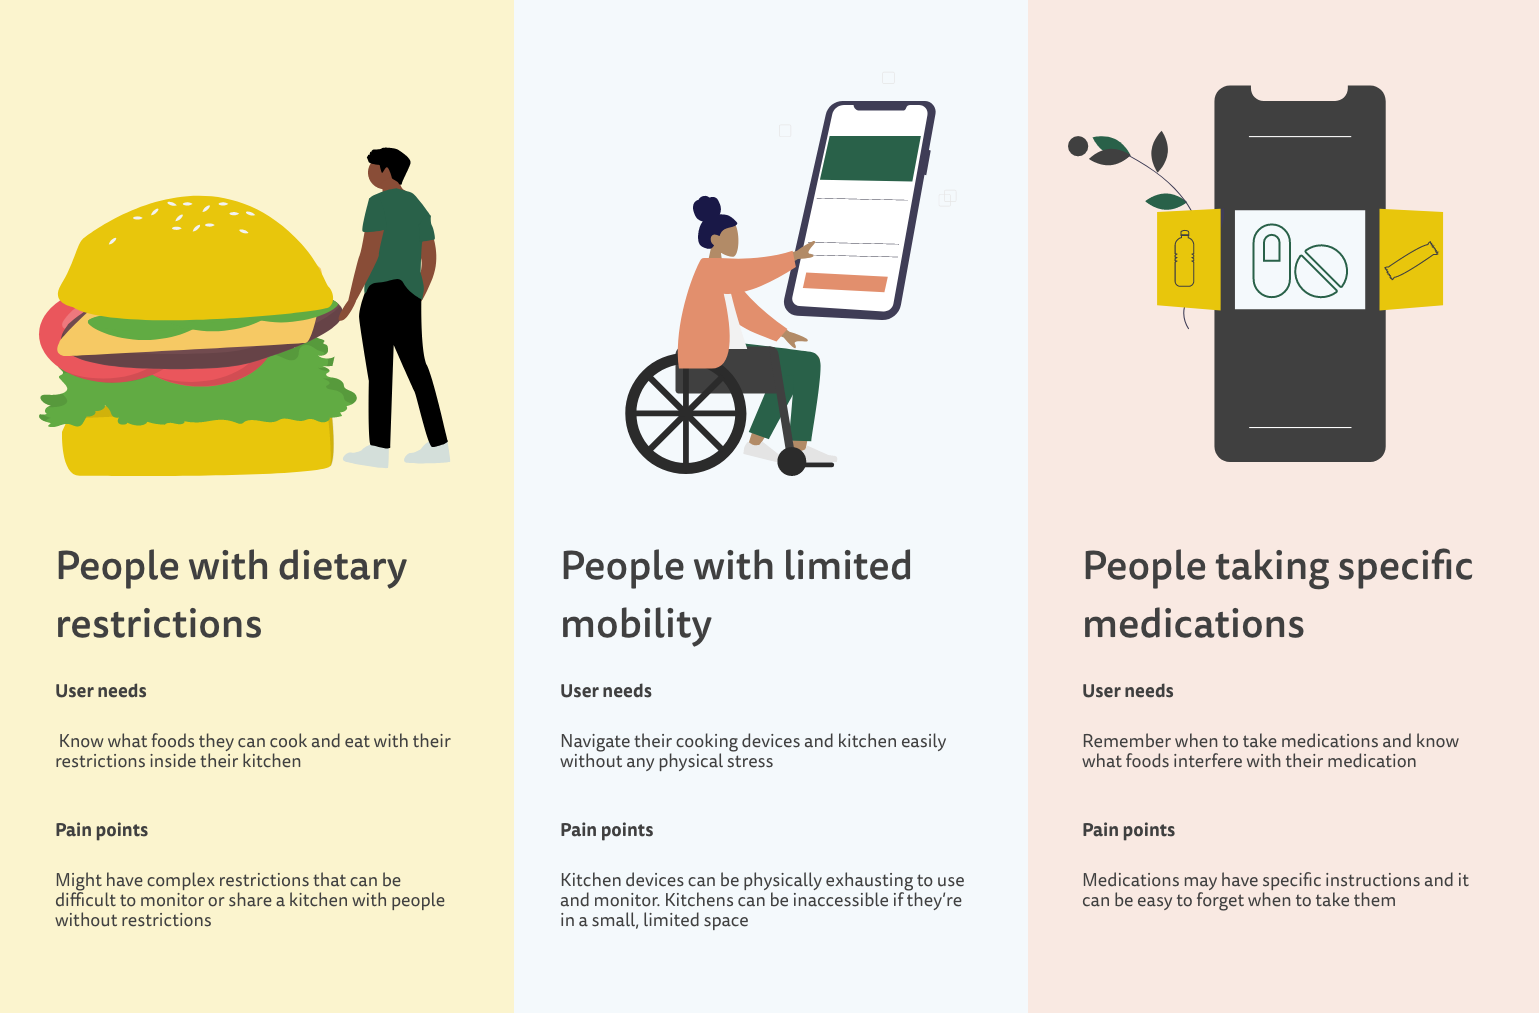 People with dietary
restrictions
User needs
Know what foods they can cook and eat with their
restrictions inside their kitchen
Pain points
Might have complex restrictions that can be
difficult to monitor or share a kitchen with people
without restrictions
People with limited
mobility
User needs
Navigate their cooking devices and kitchen easily
without any physical stress
Pain points
Kitchen devices can be physically exhausting to use
and monitor. Kitchens can be inaccessible if they're
in a small, limited space
People taking specific
medications
User needs
Remember when to take medications and know
what foods interfere with their medication
Pain points
Medications may have specific instructions and it
can be easy to forget when to take them